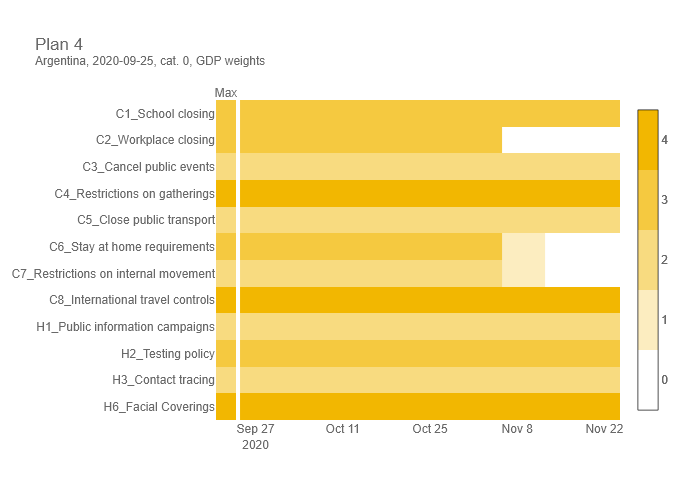 Plan 4
Argentina, 2020-09-25, cat. 0, GDP weights
Max
C1_School closing
C2_Workplace closing
C3_Cancel public events
C4_Restrictions on gatherings
C5_Close public transport
C6_Stay at home requirements
C7_Restrictions on internal movement
C8_International travel controls
H1_Public information campaigns
H2_Testing policy
H3_Contact tracing
H6_Facial Coverings
Sep 27 Oct 11 Oct 25 Nov 8 Nov 22
2020
4
3
2
1
0